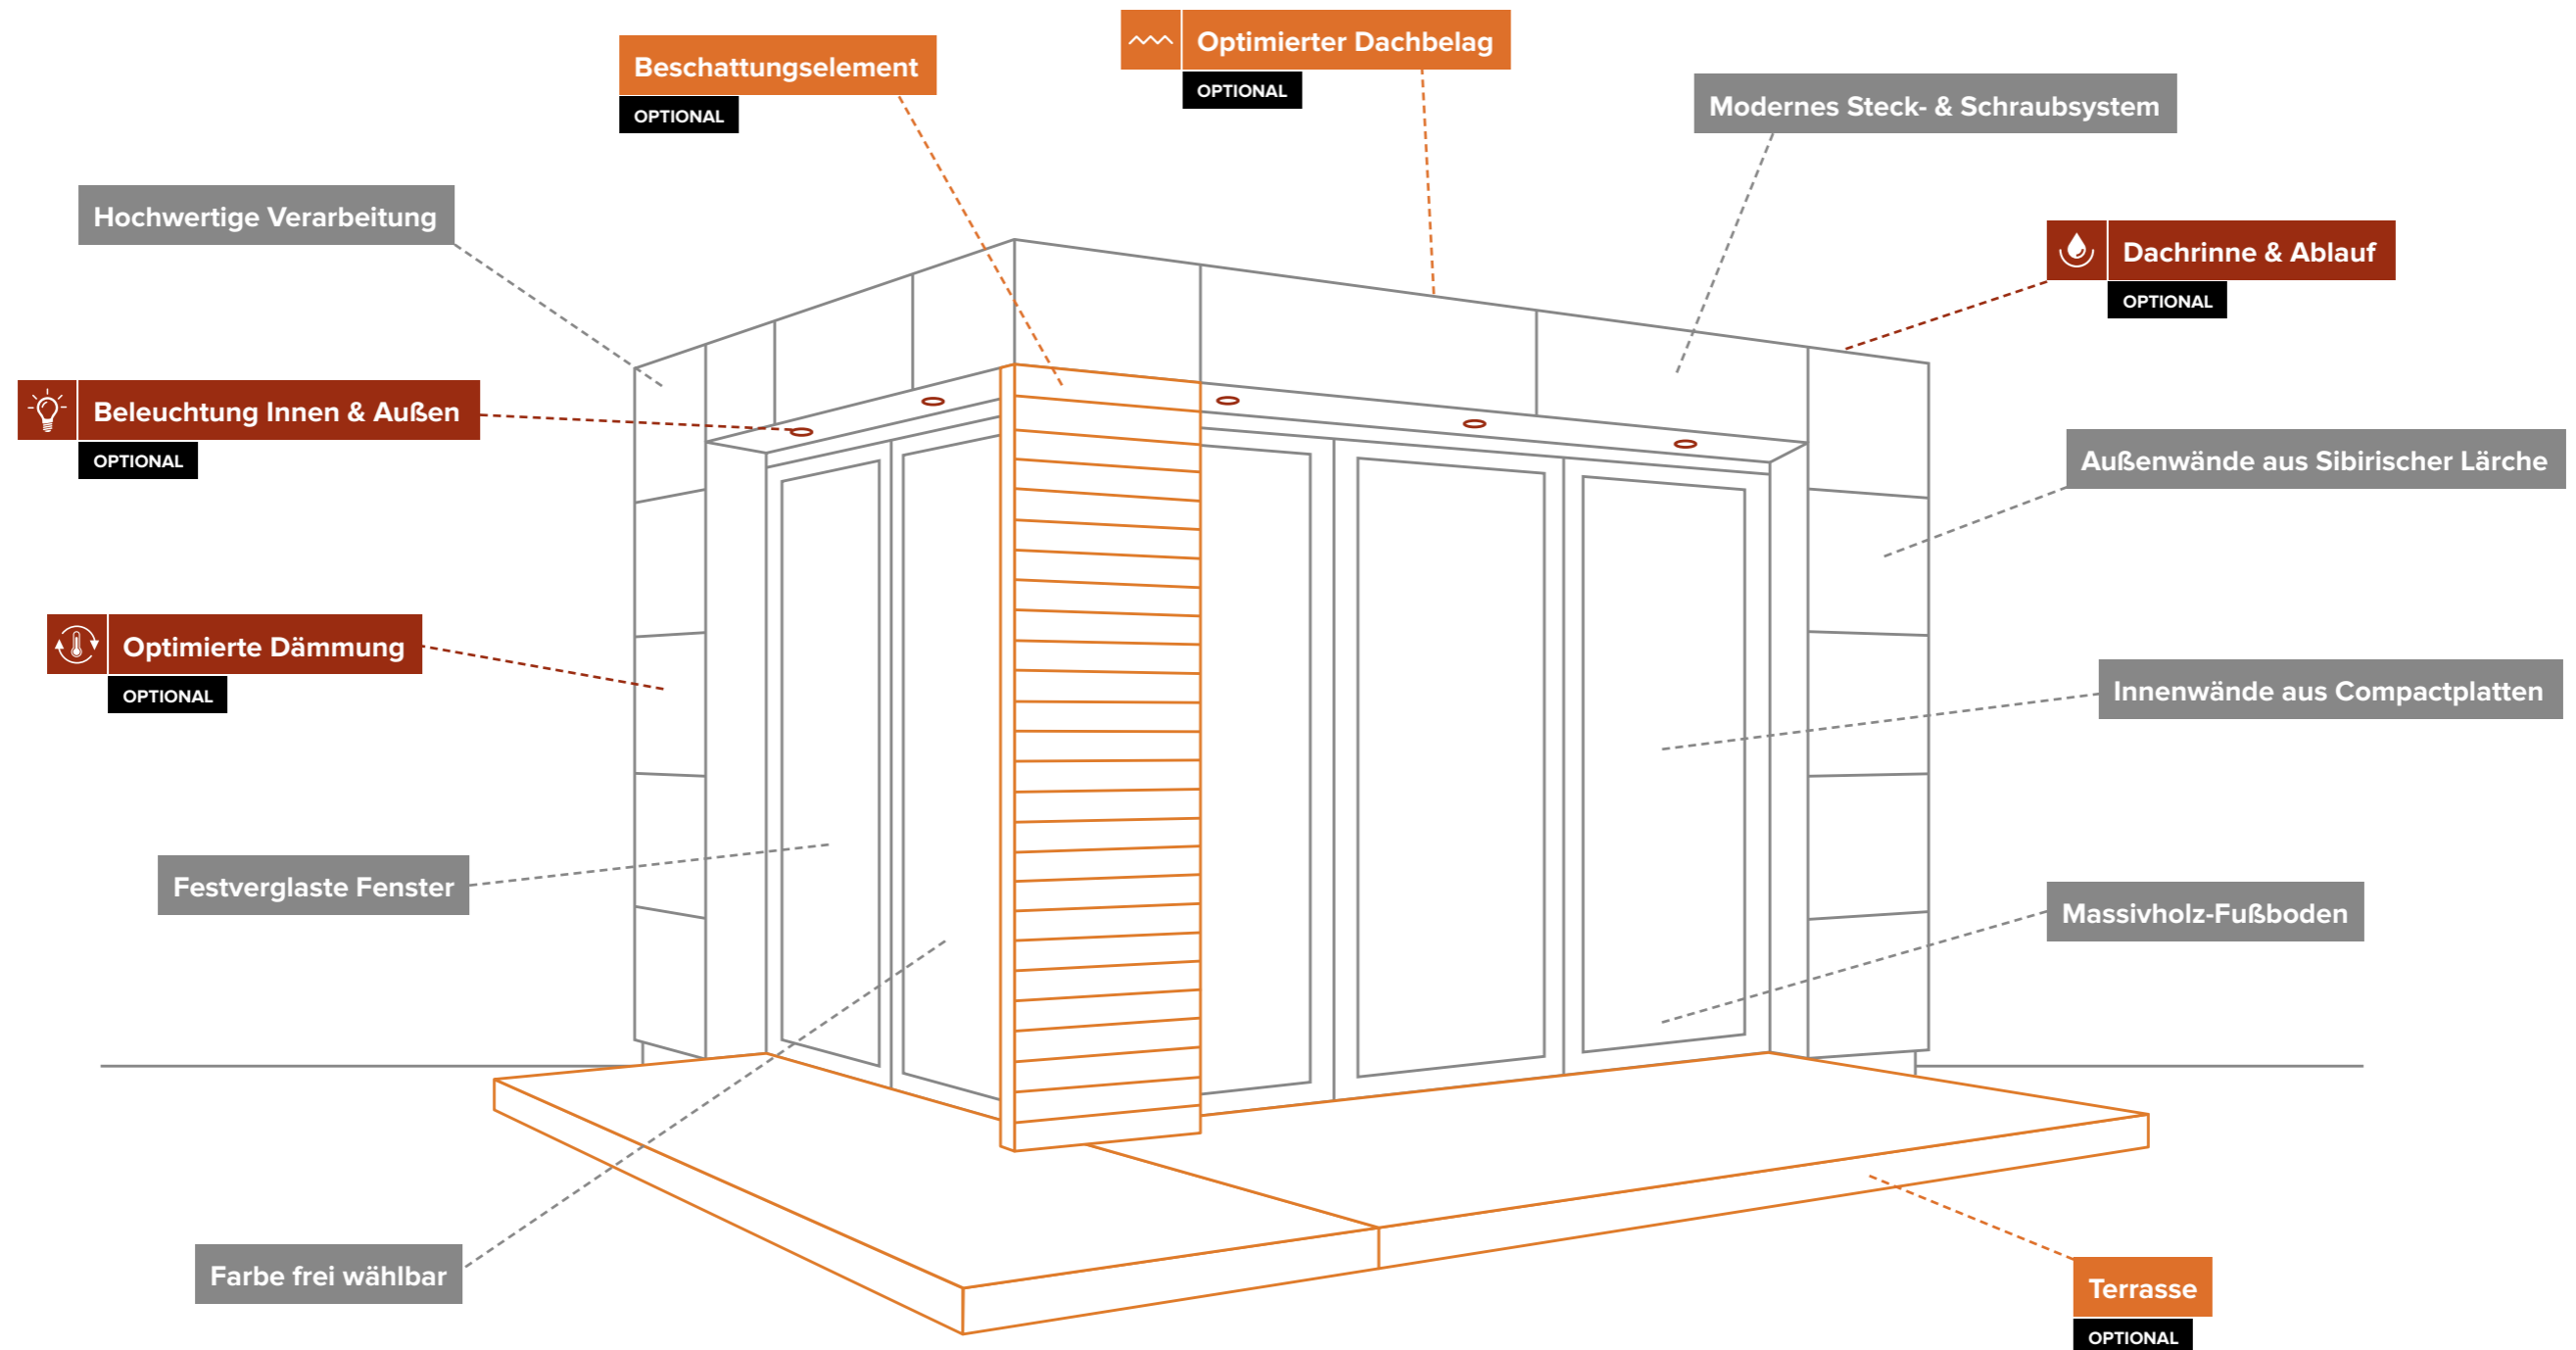 Optimierter Dachbelag
OPTIONAL
Beschattungselement
OPTIONAL
Modernes Steck- & Schraubsystem
Hochwertige Verarbeitung
Dachrinne & Ablauf
OPTIONAL
Beleuchtung Innen & Außen
OPTIONAL
Außenwände aus Sibirischer Lärche
Optimierte Dämmung
OPTIONAL
Innenwände aus Compactplatten
Festverglaste Fenster
Massivholz-Fußboden
Farbe frei wählbar
Terrasse
OPTIONAL